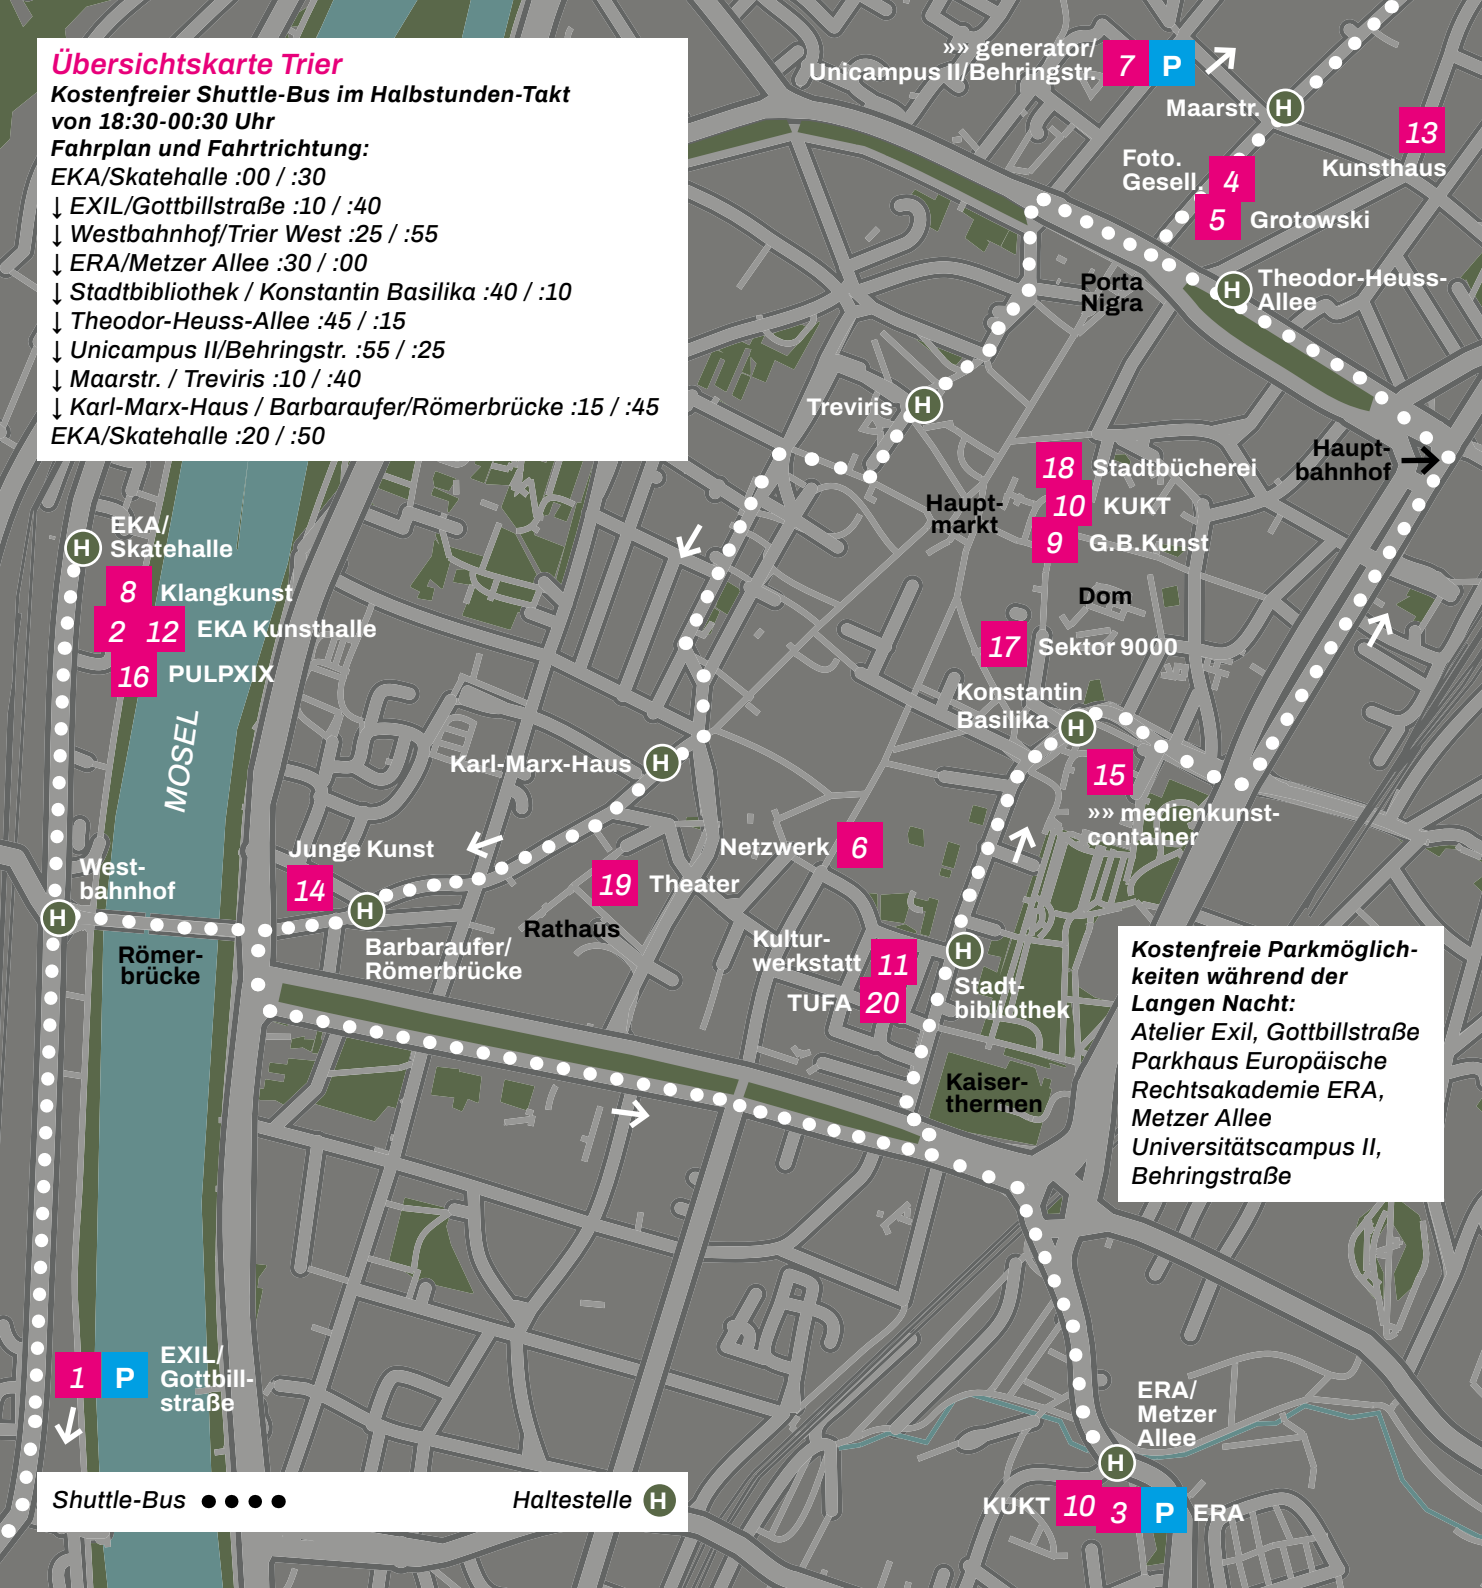 Übersichtskarte Trier
Kostenfreier Shuttle-Bus im Halbstunden-Takt
von 18:30-00:30 Uhr
Fahrplan und Fahrtrichtung:
EKA/Skatehalle :00 / :30
↓ EXIL/Gottbillstraße :10 / :40
↓ Westbahnhof/Trier West :25 / :55
↓ ERA/Metzer Allee :30 / :00
↓ Stadtbibliothek / Konstantin Basilika :40 / :10
↓ Theodor-Heuss-Allee :45 / :15
↓ Unicampus II/Behringstr. :55 / :25
↓ Maarstr. / Treviris :10 / :40
↓ Karl-Marx-Haus / Barbaraufer/Römerbrücke :15 / :45
EKA/Skatehalle :20 / :50
»» generator/
Unicampus II/Behringstr.
7 P
Maarstr. H
13
Kunsthaus
Foto.
Gesell. 4
5 Grotowski
Porta
Nigra
H Theodor-Heuss-
Allee
Treviris H
Haupt-
bahnhof
18 Stadtbücherei
10 KUKT
9 G.B.Kunst
Haupt-
markt
Dom
17 Sektor 9000
H EKA/
Skatehalle
8 Klangkunst
2 12 EKA Kunsthalle
16 PULPXIX
MOSEL
Konstantin
Basilika H
15
»» medienkunst-
container
Karl-Marx-Haus H
Netzwerk 6
Junge Kunst
14
19 Theater
Rathaus
West-
bahnhof
H
Römer-
brücke
H
Barbaraufer/
Römerbrücke
Kultur-
werkstatt 11
TUFA 20
H
Stadt-
bibliothek
Kaiser-
thermen
Kostenfreie Parkmöglich-
keiten während der
Langen Nacht:
Atelier Exil, Gottbillstraße
Parkhaus Europäische
Rechtsakademie ERA,
Metzer Allee
Universitätscampus II,
Behringstraße
1 P
EXIL/
Gottbill-
straße
ERA/
Metzer
Allee
H
KUKT 10 3 P ERA
Shuttle-Bus
Haltestelle H